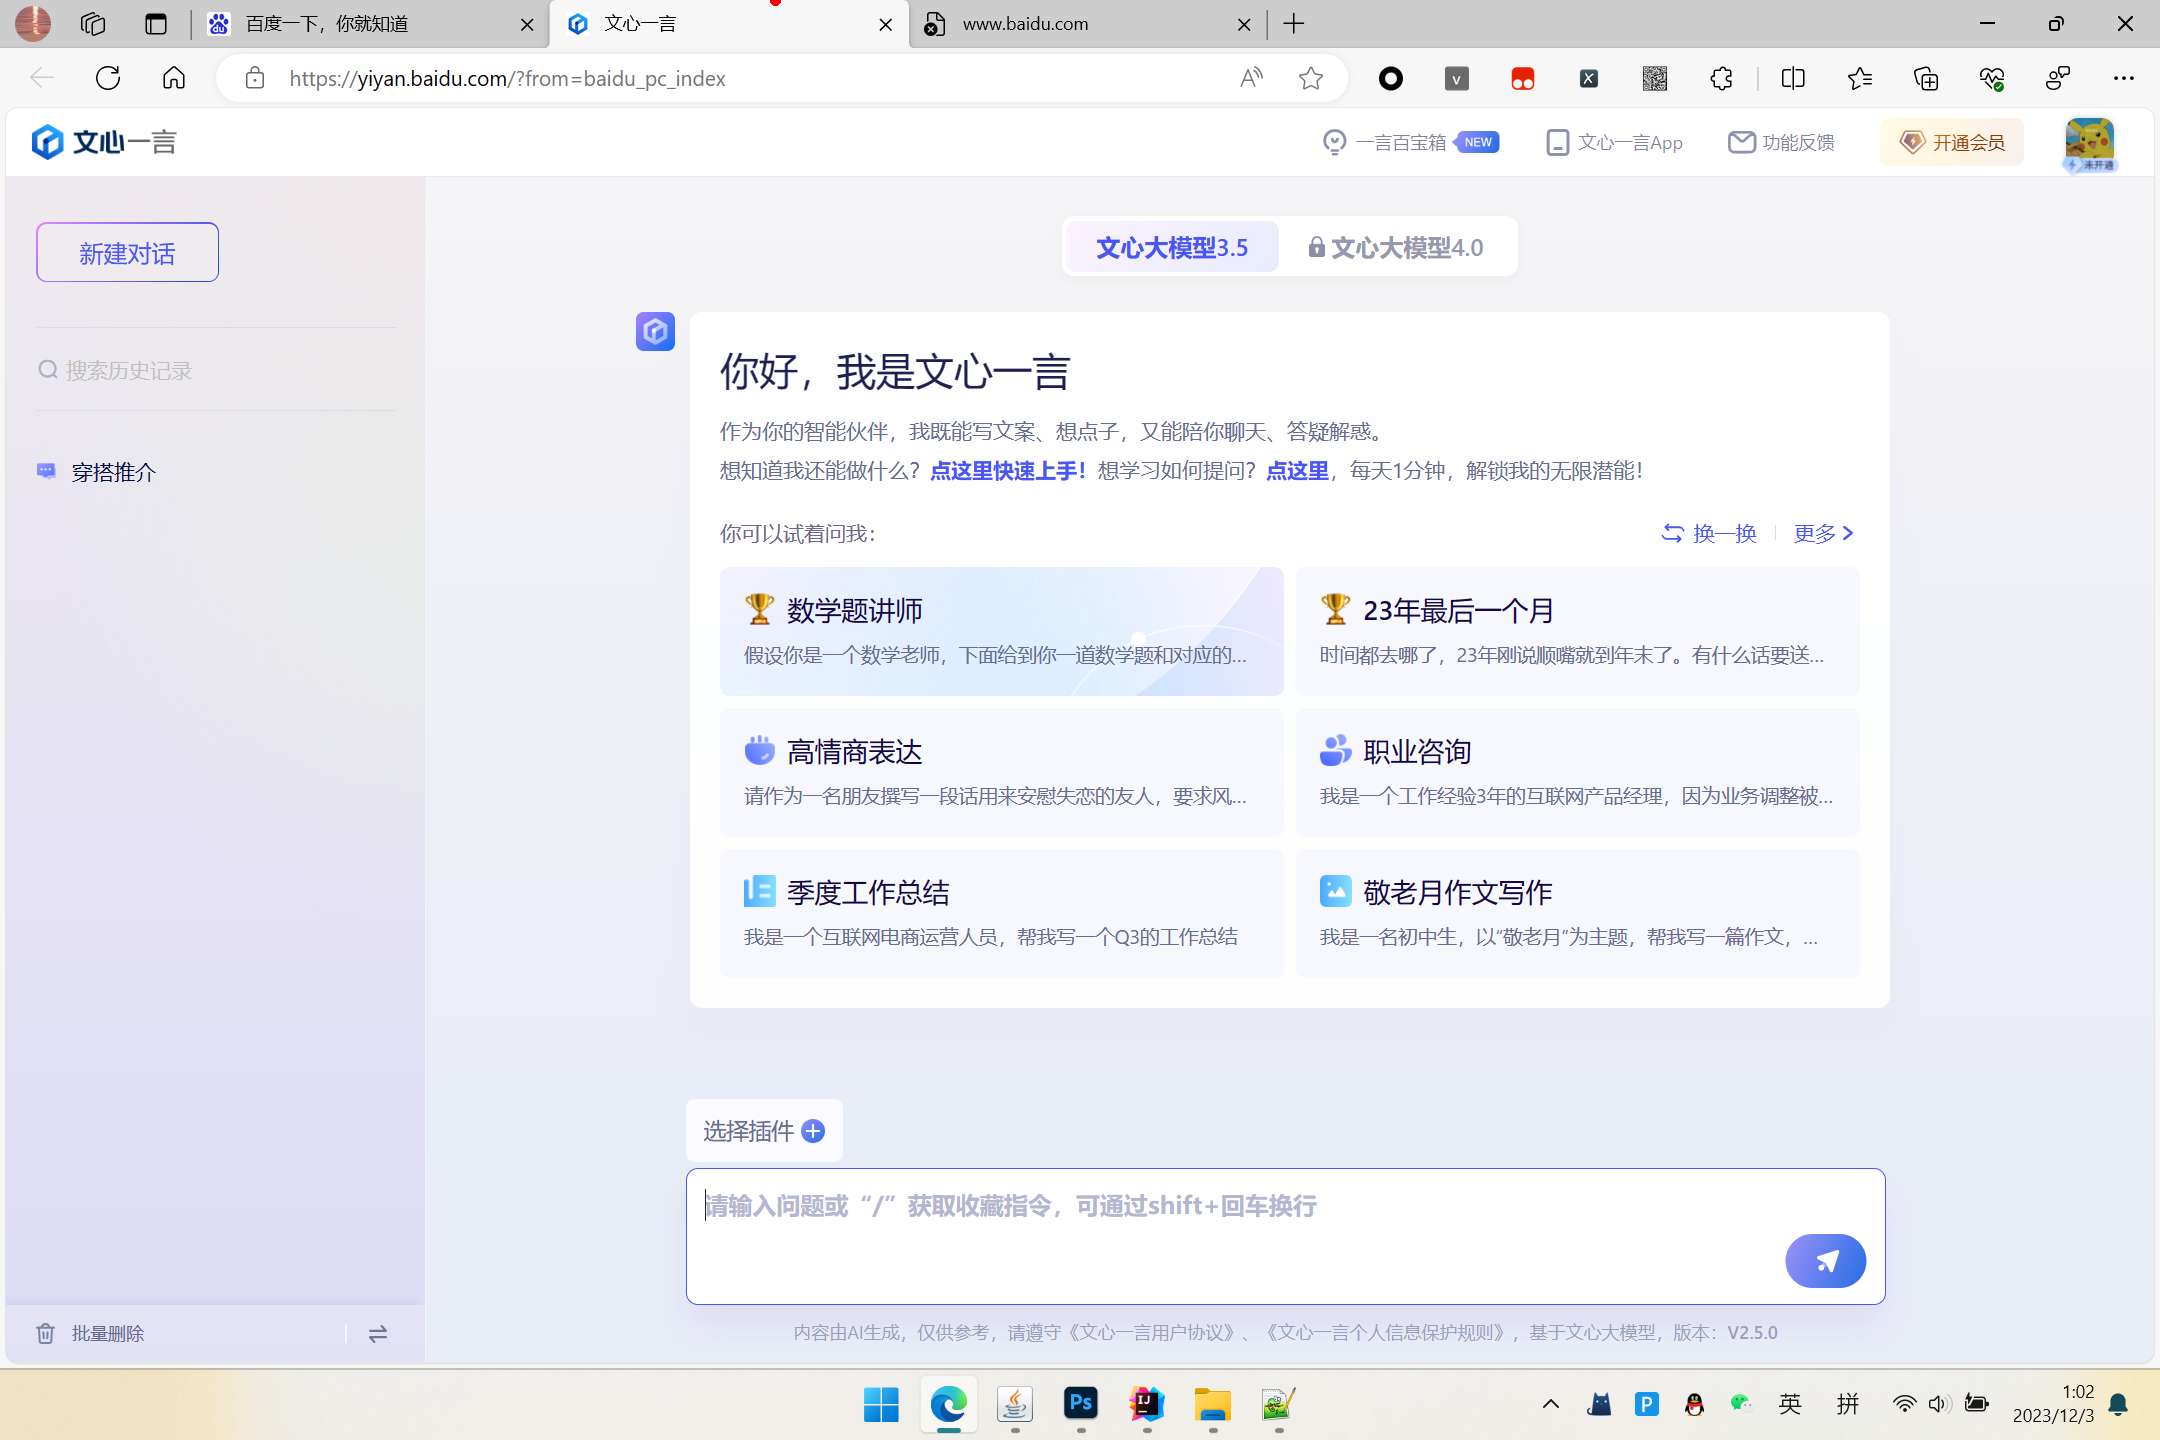 百度一下，你就知道
文心一言
www.baidu.com
https://yiyan.baidu.com/?from=baidu_pc_index
文心一言
一言百宝箱 NEW
文心一言App
功能反馈
开通会员
未开通
新建对话
搜索历史记录
穿搭推介
批量删除
文心大模型3.5
文心大模型4.0
你好，我是文心一言
作为你的智能伙伴，我既能写文案、想点子，又能陪你聊天、答疑解惑。
想知道我还能做什么？点这里快速上手！想学习如何提问？点这里，每天1分钟，解锁我的无限潜能！
你可以试着问我：
换一换
更多
数学题讲师
假设你是一个数学老师，下面给到你一道数学题和对应的...
23年最后一个月
时间都去哪了，23年刚说顺嘴就到年末了。有什么话要送...
高情商表达
请作为一名朋友撰写一段话用来安慰失恋的友人，要求风...
职业咨询
我是一个工作经验3年的互联网产品经理，因为业务调整被...
季度工作总结
我是一个互联网电商运营人员，帮我写一个Q3的工作总结
敬老月作文写作
我是一名初中生，以“敬老月”为主题，帮我写一篇作文，...
选择插件
请输入问题或“/”获取收藏指令，可通过shift+回车换行
内容由AI生成，仅供参考，请遵守《文心一言用户协议》、《文心一言个人信息保护规则》，基于文心大模型，版本：V2.5.0
Ps
IJ
P
英
拼
1:02
2023/12/3